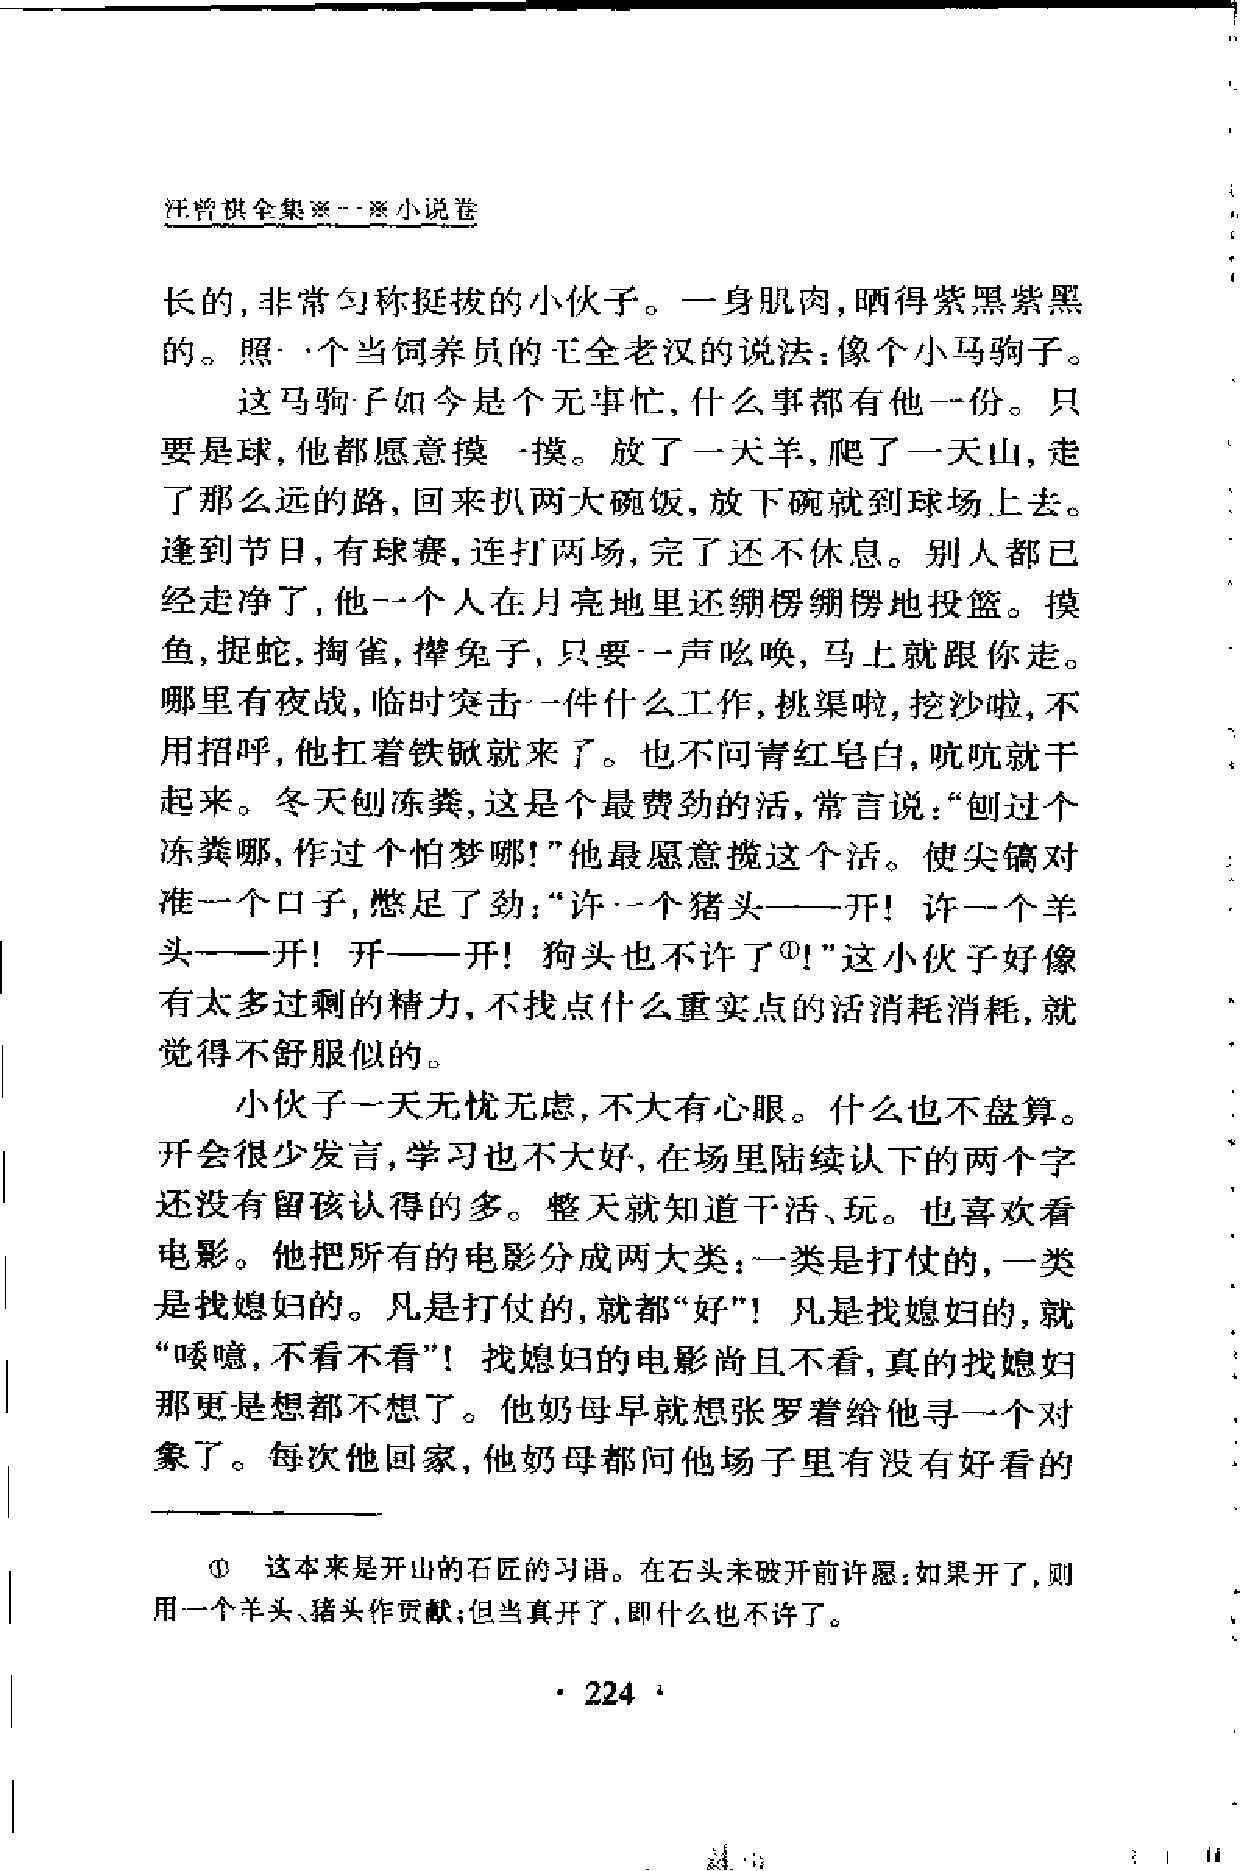 汪曾祺全集※一※小说卷
长的,非常匀称挺拔的小伙子。一身肌肉,晒得紫黑紫黑
的。照一个当饲养员的王全老汉的说法:像个小马驹子。
这马驹子如今是个无事忙,什么事都有他一份。只
要是球,他都愿意摸一摸。放了一天羊,爬了一天山,走
了那么远的路,回来扒两大碗饭,放下碗就到球场上去。
逢到节日,有球赛,连打两场,完了还不休息。别人都已
经走净了,他一个人在月亮地里还绷楞绷楞地投篮。摸
鱼,捉蛇,掏雀,撵兔子,只要一声吆唤,马上就跟你走。
哪里有夜战,临时突击一件什么工作,挑渠啦,挖沙啦,不
用招呼,他扛着铁锨就来了。也不问青红皂白,吭吭就干
起来。冬天刨冻粪,这是个最费劲的活,常言说:“刨过个
冻粪哪,作过个怕梦哪!”他最愿意揽这个活。使尖镐对
准一个口子,憋足了劲:“许一个猪头——开! 许一个羊
头——开! 开——开! 狗头也不许了①!”这小伙子好像
有太多过剩的精力,不找点什么重实点的活消耗消耗,就
觉得不舒服似的。
小伙子一天无忧无虑,不大有心眼。什么也不盘算。
开会很少发言,学习也不大好,在场里陆续认下的两个字
还没有留孩认得的多。整天就知道干活、玩。也喜欢看
电影。他把所有的电影分成两大类:一类是打仗的,一类
是找媳妇的。凡是打仗的,就都“好”! 凡是找媳妇的,就
“唩噫,不看不看”! 找媳妇的电影尚且不看,真的找媳妇
那更是想都不想了。他奶母早就想张罗着给他寻一个对
象了。每次他回家,他奶母都问他场子里有没有好看的
① 这本来是开山的石匠的习语。在石头未破开前许愿:如果开了,则
用一个羊头、猪头作贡献;但当真开了,即什么也不许了。
· 224 ·